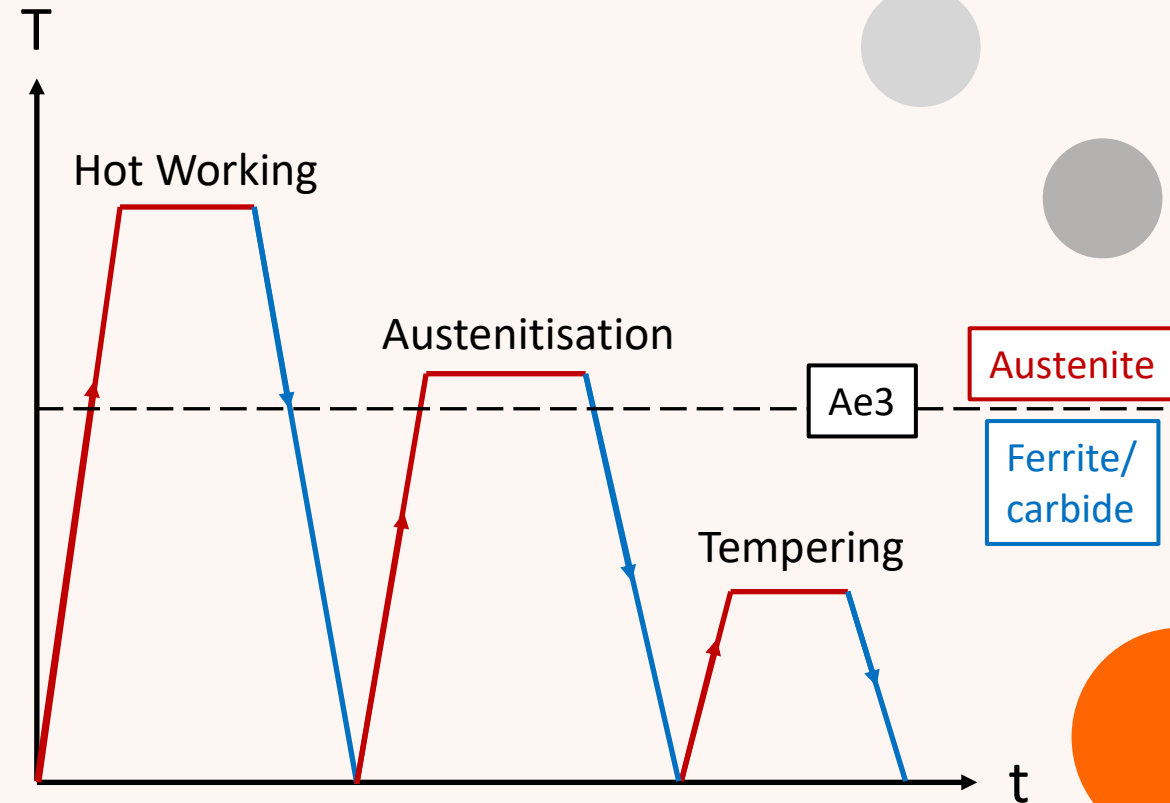 T
Hot Working
Austenitisation
Austenite
Ae3
Ferrite/
carbide
Tempering
t